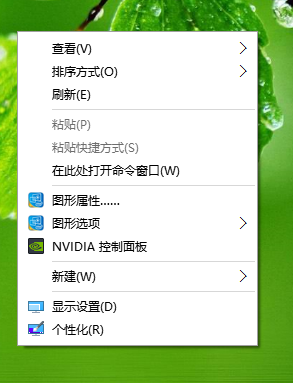 查看(V)
排序方式(O)
刷新(E)
粘贴(P)
粘贴快捷方式(S)
在此处打开命令窗口(W)
图形属性......
图形选项
NVIDIA 控制面板
新建(W)
显示设置(D)
个性化(R)